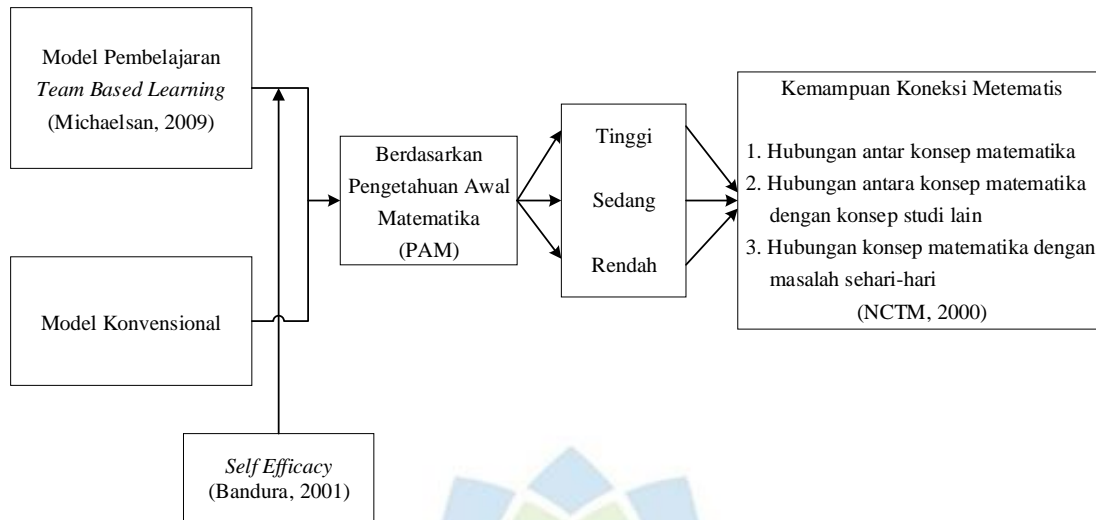 Model Pembelajaran
Team Based Learning
(Michaelsan, 2009)
Model Konvensional
Self Efficacy
(Bandura, 2001)
Berdasarkan
Pengetahuan Awal
Matematika
(PAM)
Tinggi
Sedang
Rendah
Kemampuan Koneksi Metematis
1. Hubungan antar konsep matematika
2. Hubungan antara konsep matematika
dengan konsep studi lain
3. Hubungan konsep matematika dengan
masalah sehari-hari
(NCTM, 2000)